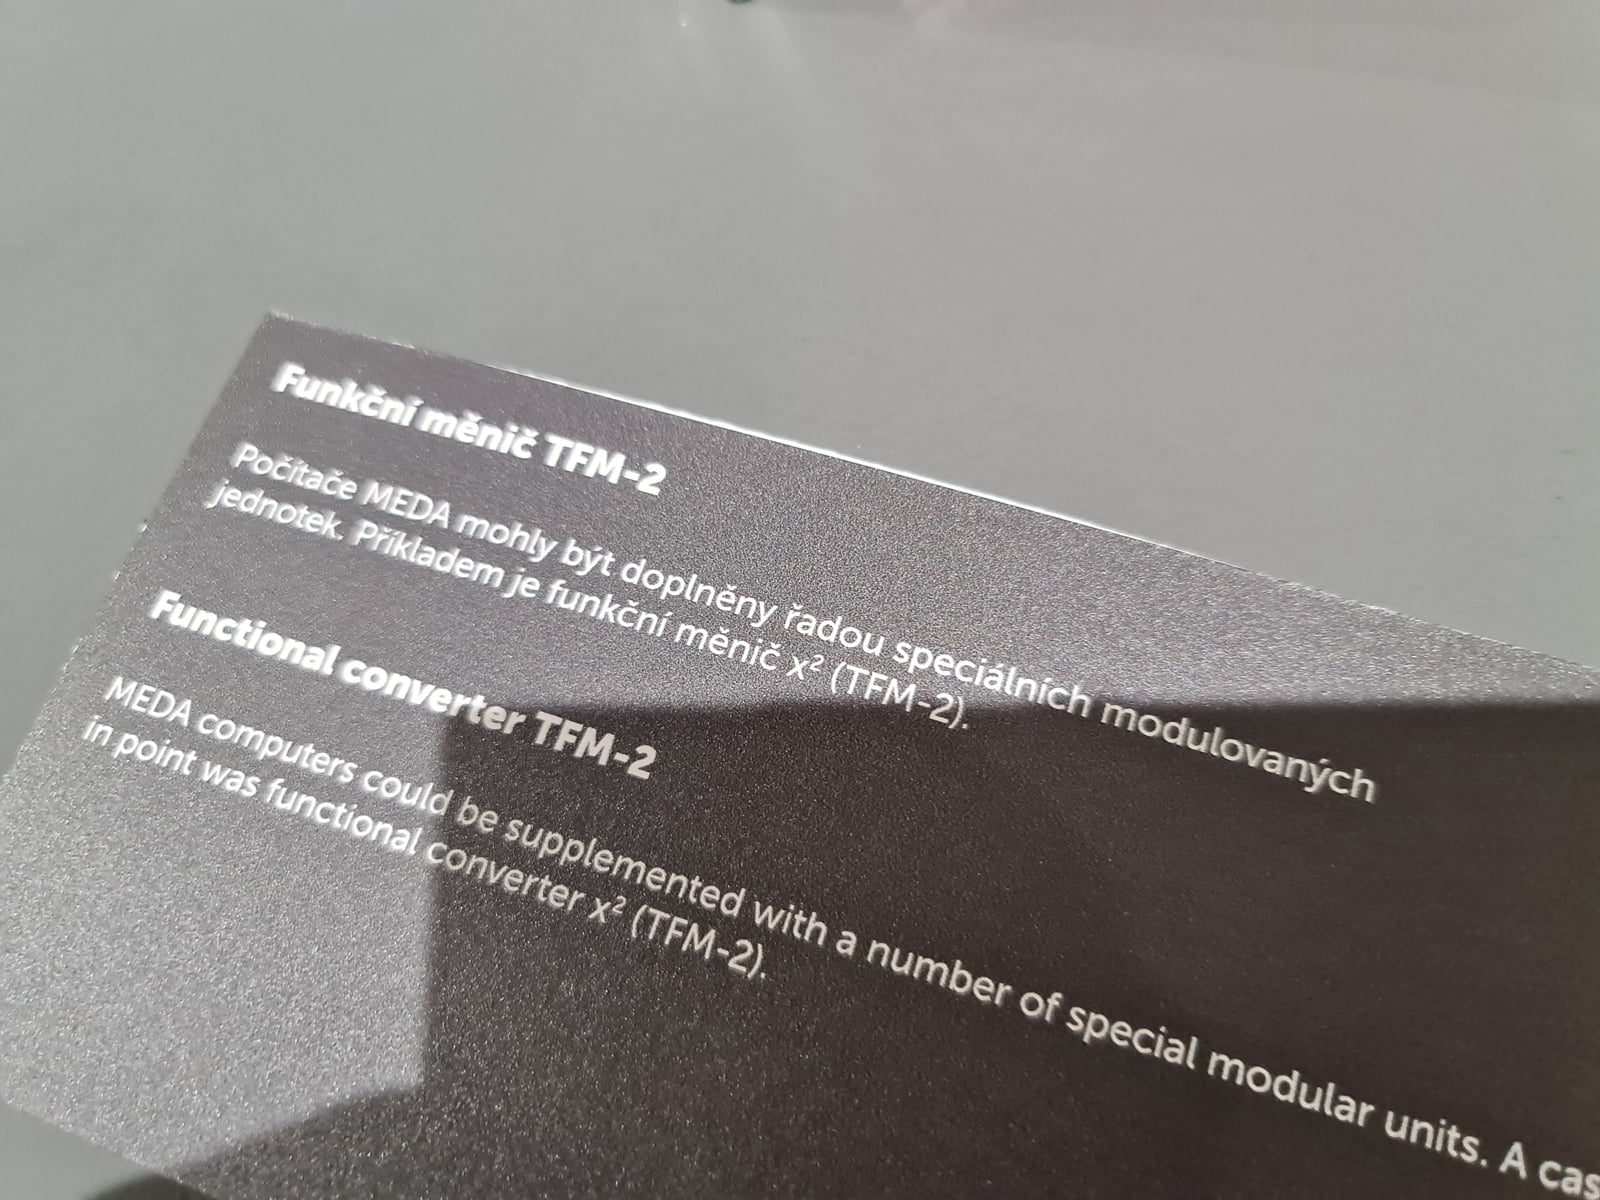 Funkční měnič TFM-2
Počítače MEDA mohly být doplněny řadou speciálních modulovaných
jednotek. Příkladem je funkční měnič x² (TFM-2).
Functional converter TFM-2
MEDA computers could be supplemented with a number of special modular units. A cas
in point was functional converter x² (TFM-2).